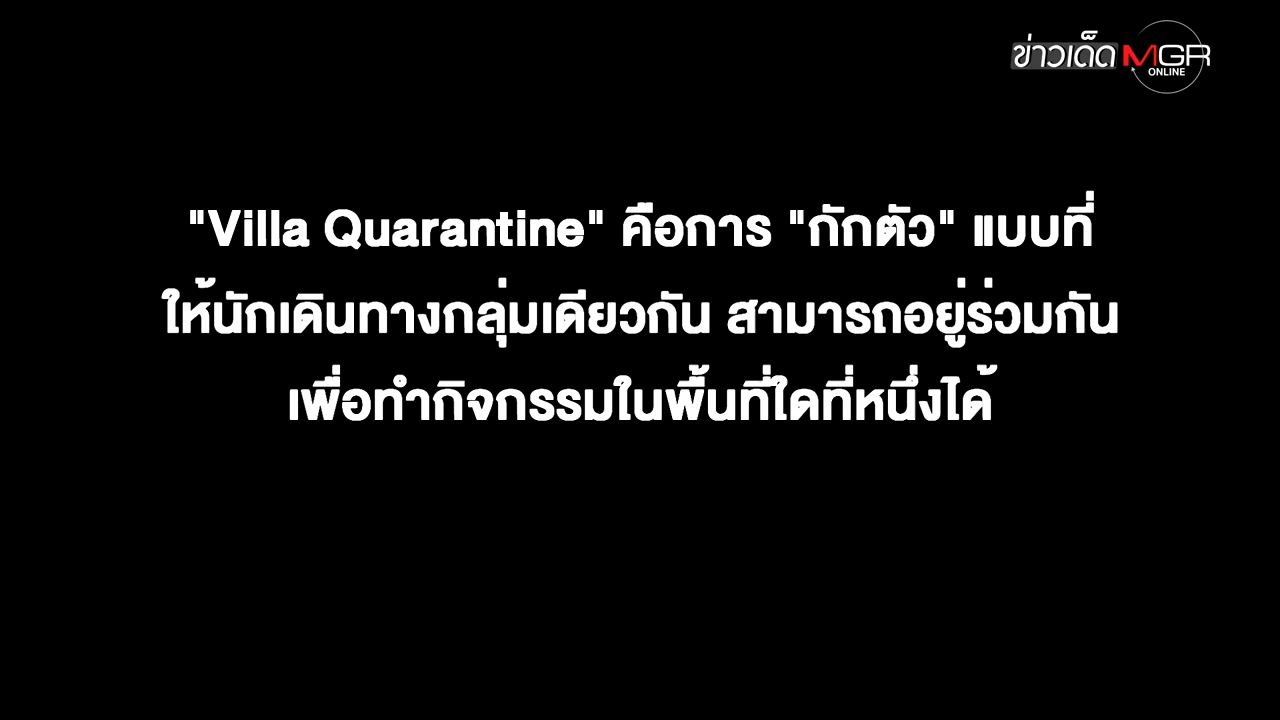 ข่าวเด็ด MGR
ONLINE
"Villa Quarantine" คือการ "กักตัว" แบบที่
ให้นักเดินทางกลุ่มเดียวกัน สามารถอยู่ร่วมกัน
เพื่อทำกิจกรรมในพื้นที่ใดที่หนึ่งได้